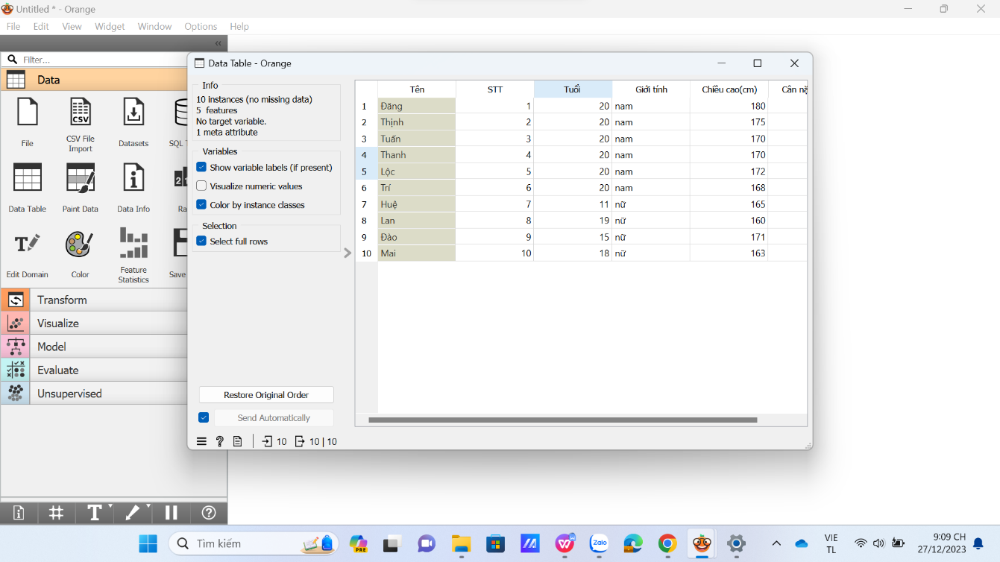 Untitled * - Orange
File Edit View Widget Window Options Help
«
Filter...
Data
File
CSV File Import
Datasets
SQL
Data Table
Paint Data
Data Info
Ra
Edit Domain
Color
Feature Statistics
Save
Transform
Visualize
Model
Evaluate
Unsupervised
Data Table - Orange
Info
10 instances (no missing data)
5 features
No target variable.
1 meta attribute
Variables
Show variable labels (if present)
Visualize numeric values
Color by instance classes
Selection
Select full rows
Restore Original Order
Send Automatically
10 10 | 10
Tên STT Tuổi Giới tính Chiều cao(cm) Cân nặ
1 Đăng 1 20 nam 180
2 Thịnh 2 20 nam 175
3 Tuấn 3 20 nam 170
4 Thanh 4 20 nam 170
5 Lộc 5 20 nam 172
6 Trí 6 20 nam 168
7 Huệ 7 11 nữ 165
8 Lan 8 19 nữ 160
9 Đào 9 15 nữ 171
10 Mai 10 18 nữ 163
Tìm kiếm
PRE
Zalo
VIE
TL
9:09 CH
27/12/2023